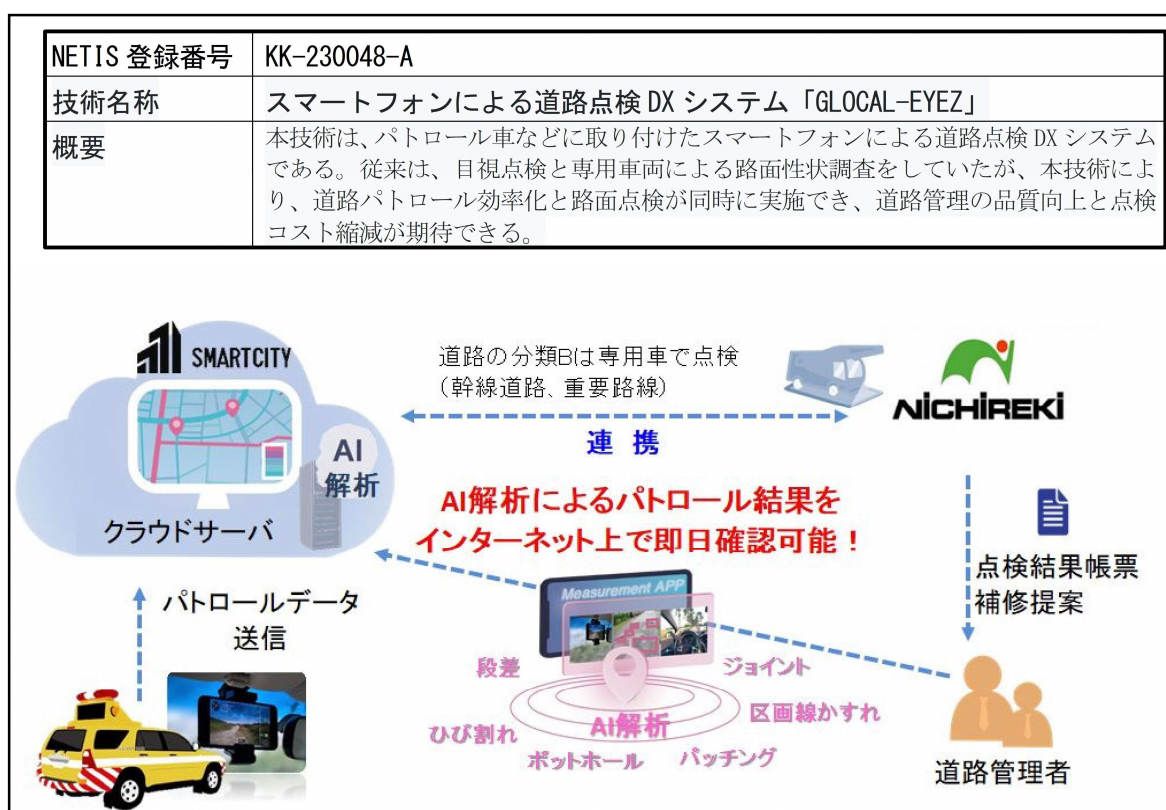 NETIS 登録番号
KK-230048-A
技術名称
スマートフォンによる道路点検 DX システム「GLOCAL-EYEZ」
概要
本技術は、パトロール車などに取り付けたスマートフォンによる道路点検 DX システム
である。従来は、目視点検と専用車両による路面性状調査をしていたが、本技術によ
り、道路パトロール効率化と路面点検が同時に実施でき、道路管理の品質向上と点検
コスト縮減が期待できる。
SMARTCITY
AI
解析
クラウドサーバ
道路の分類Bは専用車で点検
（幹線道路、重要路線）
連 携
NICHIREKI
AI解析によるパトロール結果を
インターネット上で即日確認可能！
点検結果帳票
補修提案
パトロールデータ
送信
Measurement APP
段差
ジョイント
ひび割れ
AI解析
区画線かすれ
ポットホール
パッチング
道路管理者